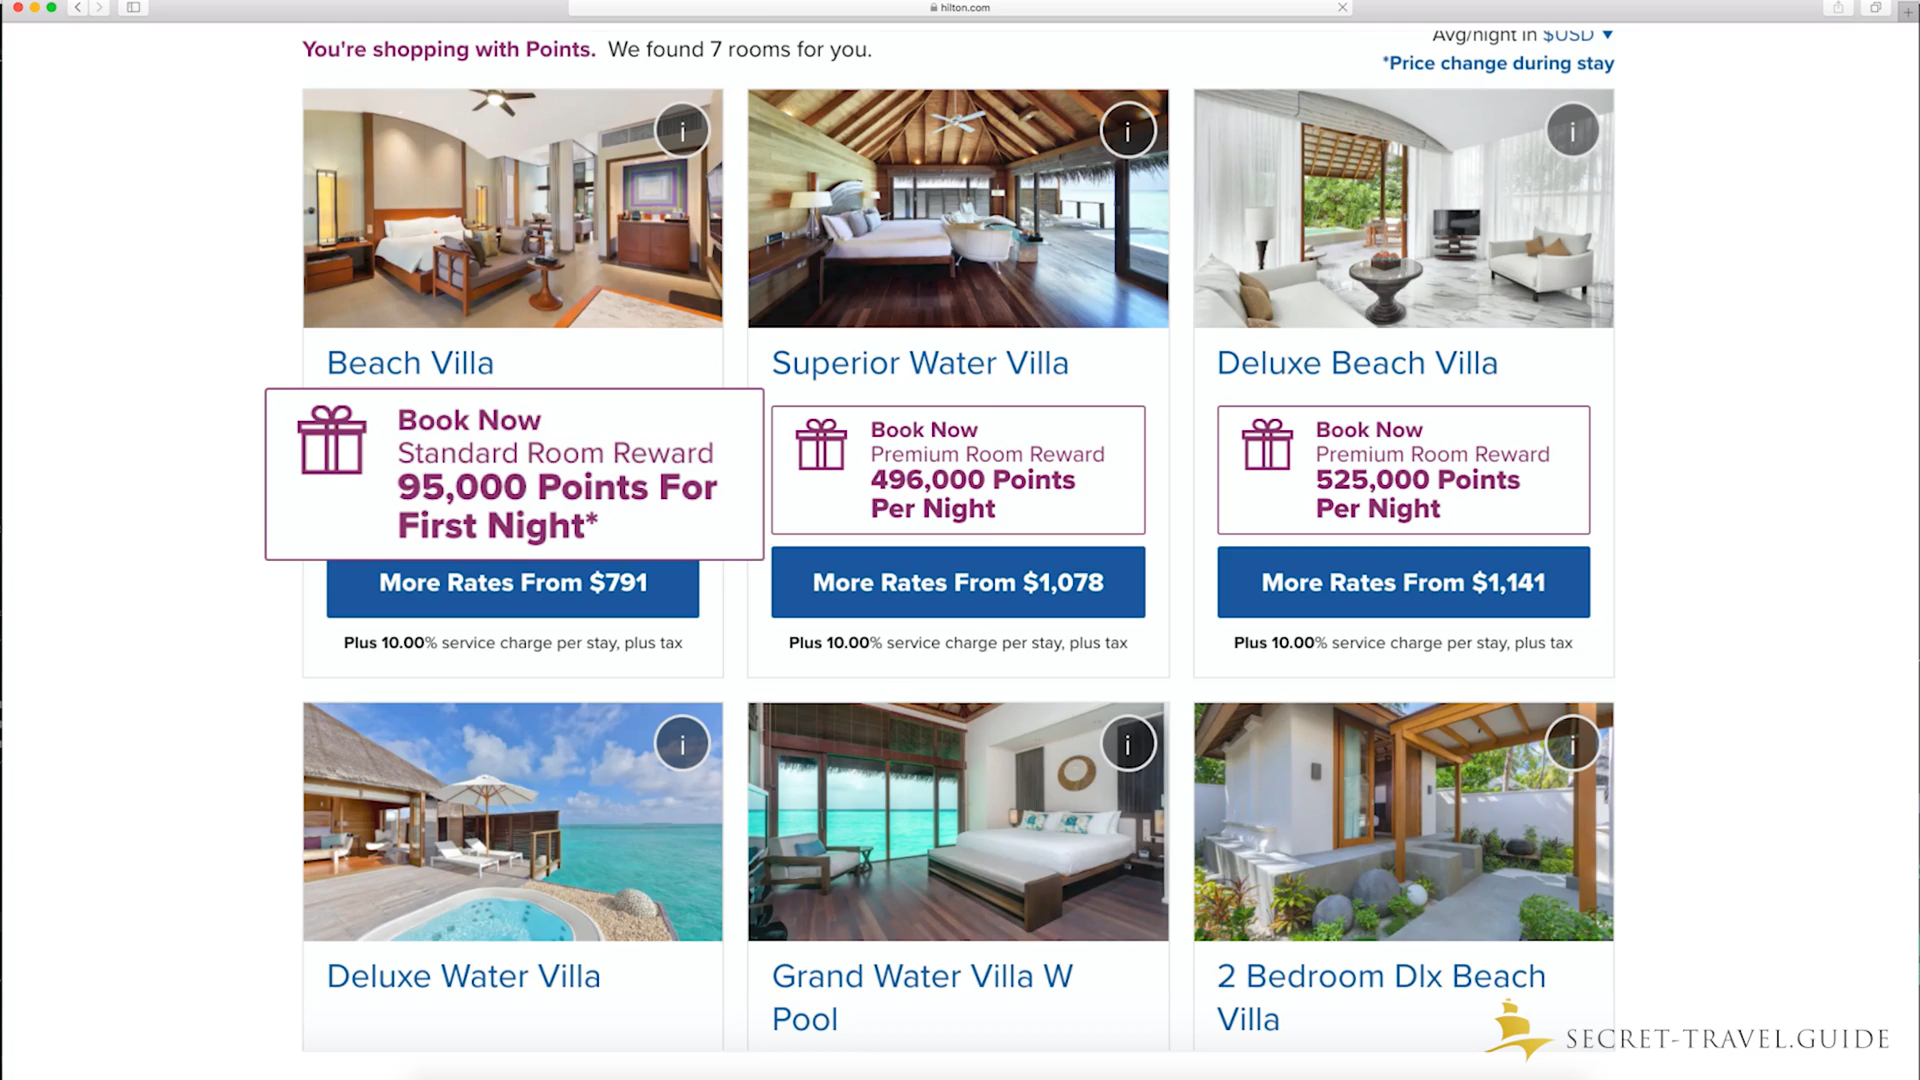 hilton.com
You're shopping with Points. We found 7 rooms for you.
Avg/night in $USD ▼
*Price change during stay
i
i
i
Beach Villa
Superior Water Villa
Deluxe Beach Villa
Book Now
Standard Room Reward
95,000 Points For
First Night*
Book Now
Premium Room Reward
496,000 Points
Per Night
Book Now
Premium Room Reward
525,000 Points
Per Night
More Rates From $791
More Rates From $1,078
More Rates From $1,141
Plus 10.00% service charge per stay, plus tax
Plus 10.00% service charge per stay, plus tax
Plus 10.00% service charge per stay, plus tax
i
i
i
Deluxe Water Villa
Grand Water Villa W
Pool
2 Bedroom Dlx Beach
Villa
SECRET-TRAVEL.GUIDE